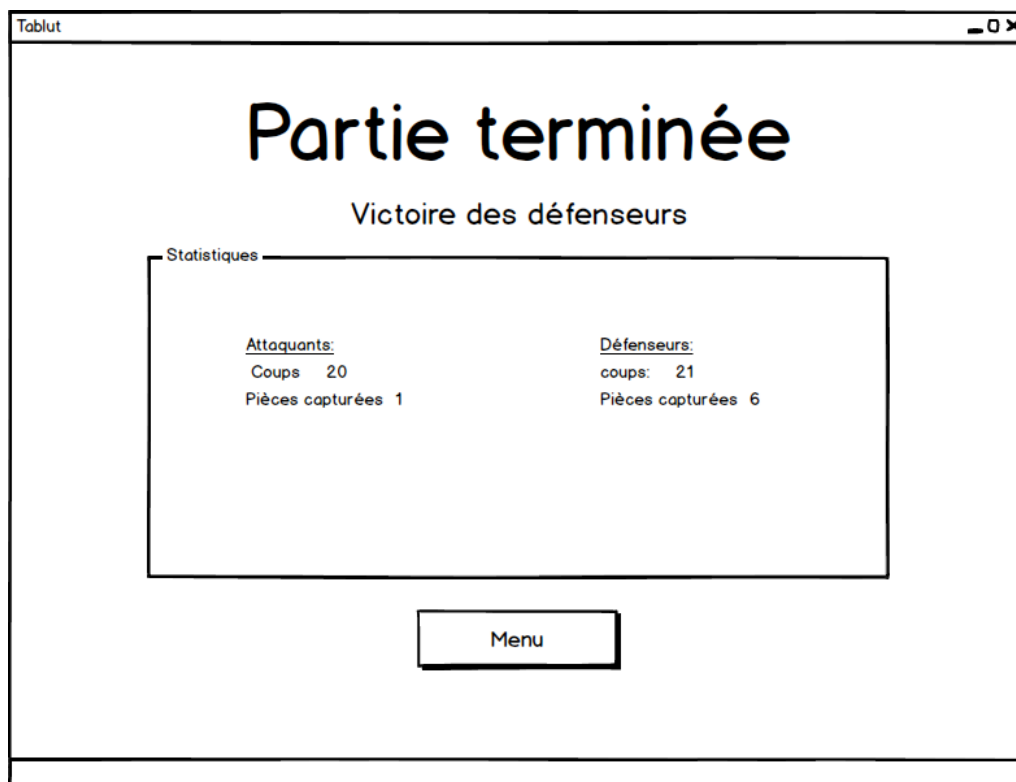 Tablut
Partie terminée
Victoire des défenseurs
Statistiques
Attaquants:
Coups 20
Pièces capturées 1
Défenseurs:
coups: 21
Pièces capturées 6
Menu